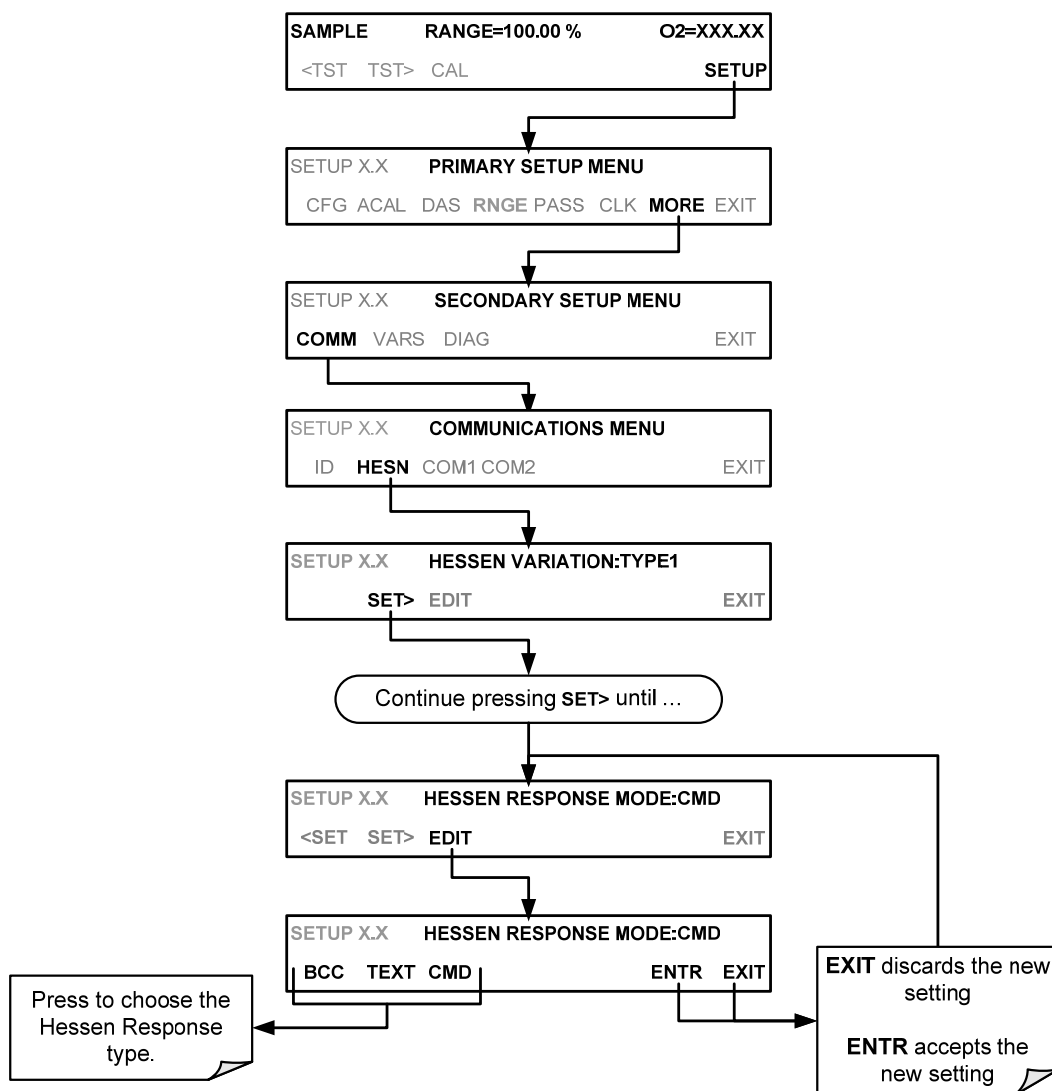 SAMPLE RANGE=100.00 % O2=XXX.XX
<TST TST> CAL SETUP
SETUP X.X PRIMARY SETUP MENU
CFG ACAL DAS RNGE PASS CLK MORE EXIT
SETUP X.X SECONDARY SETUP MENU
COMM VARS DIAG EXIT
SETUP X.X COMMUNICATIONS MENU
ID HESN COM1 COM2 EXIT
SETUP X.X HESSEN VARIATION:TYPE1
SET> EDIT EXIT
Continue pressing SET> until ...
SETUP X.X HESSEN RESPONSE MODE:CMD
<SET SET> EDIT EXIT
SETUP X.X HESSEN RESPONSE MODE:CMD
BCC TEXT CMD ENTR EXIT
Press to choose the
Hessen Response
type.
EXIT discards the new
setting
ENTR accepts the
new setting